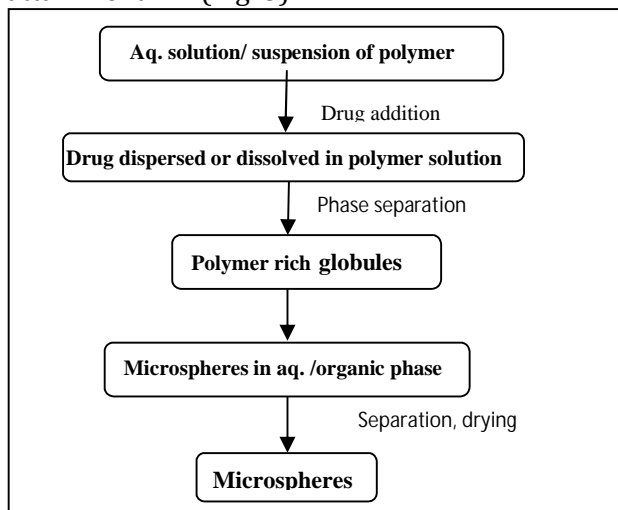 Aq. solution/ suspension of polymer
Drug addition
Drug dispersed or dissolved in polymer solution
Phase separation
Polymer rich globules
Microspheres in aq. /organic phase
Separation, drying
Microspheres